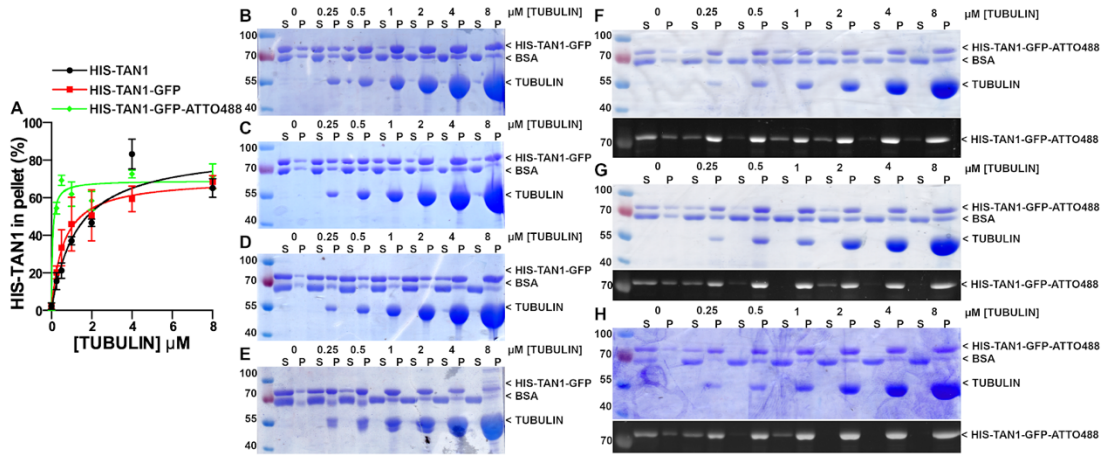 HIS-TAN1
HIS-TAN1-GFP
HIS-TAN1-GFP-ATTO488
A
HIS-TAN1 in pellet (%)
100
80
60
40
20
0
0 2 4 6 8
[TUBULIN] µM
B
0 0.25 0.5 1 2 4 8 µM [TUBULIN]
S P S P S P S P S P S P S P
100
70
55
40
< HIS-TAN1-GFP
< BSA
< TUBULIN
C
0 0.25 0.5 1 2 4 8 µM [TUBULIN]
S P S P S P S P S P S P S P
100
70
55
40
< HIS-TAN1-GFP
< BSA
< TUBULIN
D
0 0.25 0.5 1 2 4 8 µM [TUBULIN]
S P S P S P S P S P S P S P
100
70
50
40
< HIS-TAN1-GFP
< BSA
< TUBULIN
E
0 0.25 0.5 1 2 4 8 µM [TUBULIN]
S P S P S P S P S P S P S P
100
70
55
40
< HIS-TAN1-GFP
< BSA
< TUBULIN
F
0 0.25 0.5 1 2 4 8 µM [TUBULIN]
S P S P S P S P S P S P S P
100
70
55
40
< HIS-TAN1-GFP-ATTO488
< BSA
< TUBULIN
70
< HIS-TAN1-GFP-ATTO488
G
0 0.25 0.5 1 2 4 8 µM [TUBULIN]
S P S P S P S P S P S P S P
100
70
55
40
< HIS-TAN1-GFP-ATTO488
< BSA
< TUBULIN
70
< HIS-TAN1-GFP-ATTO488
H
0 0.25 0.5 1 2 4 8 µM [TUBULIN]
S P S P S P S P S P S P S P
100
70
55
40
< HIS-TAN1-GFP-ATTO488
< BSA
< TUBULIN
70
< HIS-TAN1-GFP-ATTO488